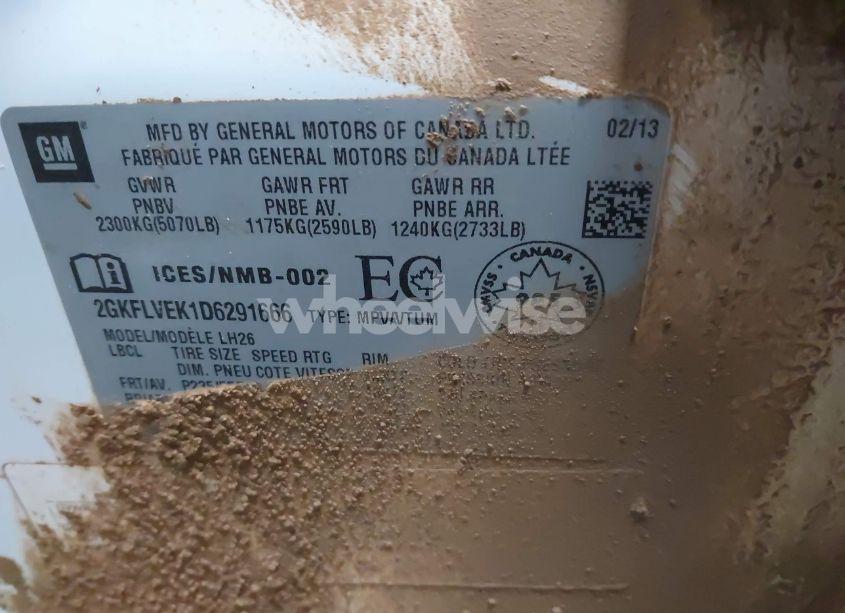 GM
MFD BY GENERAL MOTORS OF CANADA LTD. 02/13
FABRIQUÉ PAR GENERAL MOTORS DU CANADA LTÉE
GVWR GAWR FRT GAWR RR
PNBV PNBE AV. PNBE ARR.
2300KG(5070LB) 1175KG(2590LB) 1240KG(2733LB)
ICES/NMB-002 EC
CANADA
CMVSS NSVAC
wheelwise
2GKFLVEK1D6291666 TYPE: MPV/VTUM
MODEL/MODÈLE LH26
LBCL TIRE SIZE SPEED RTG RIM
DIM. PNEU COTE VITESSE
FRT/AV.